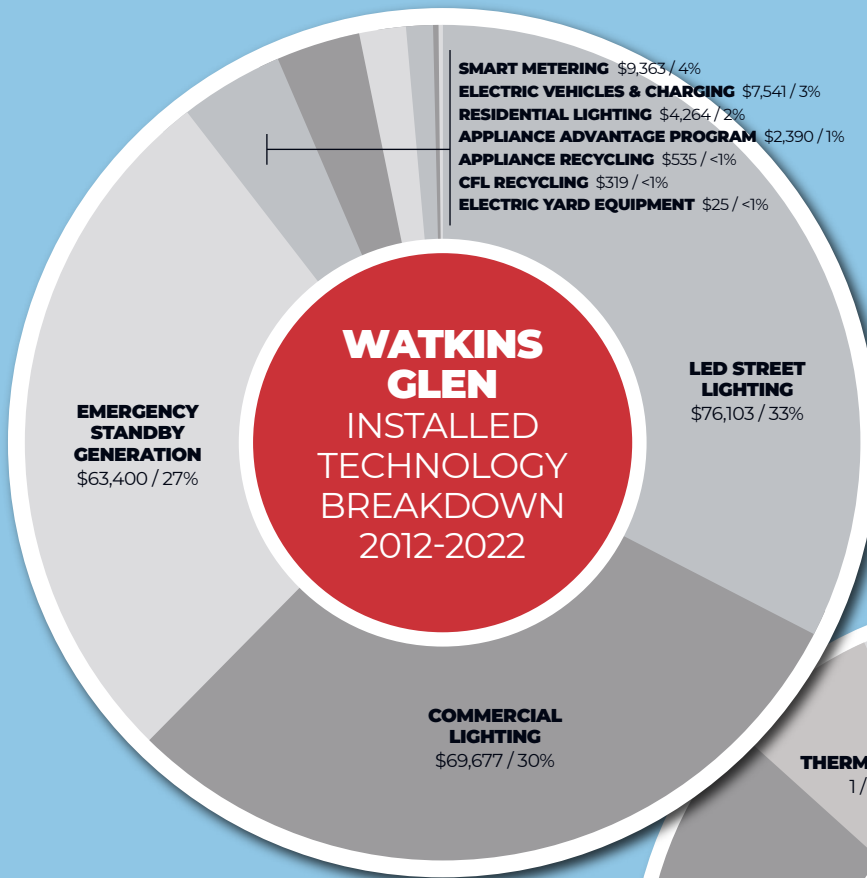 SMART METERING $9,363 / 4%
ELECTRIC VEHICLES & CHARGING $7,541 / 3%
RESIDENTIAL LIGHTING $4,264 / 2%
APPLIANCE ADVANTAGE PROGRAM $2,390 / 1%
APPLIANCE RECYCLING $535 / <1%
CFL RECYCLING $319 / <1%
ELECTRIC YARD EQUIPMENT $25 / <1%
WATKINS
GLEN
INSTALLED
TECHNOLOGY
BREAKDOWN
2012-2022
LED STREET
LIGHTING
$76,103 / 33%
EMERGENCY
STANDBY
GENERATION
$63,400 / 27%
COMMERCIAL
LIGHTING
$69,677 / 30%
THERM
1 /